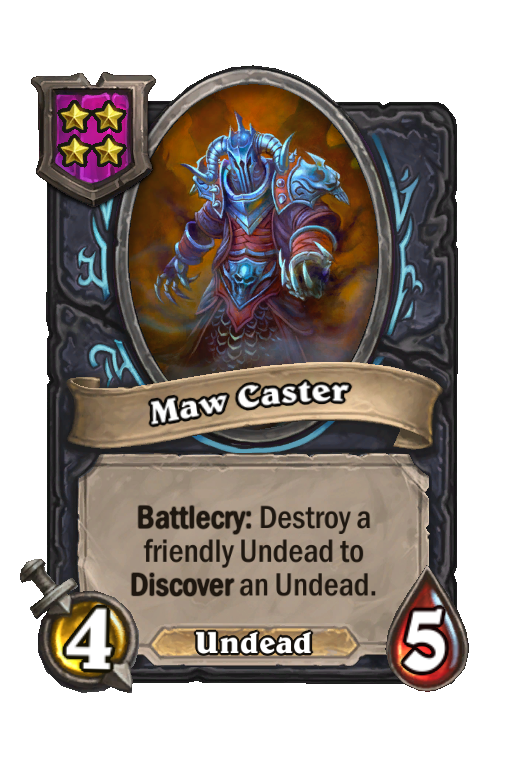 Maw Caster
Battlecry: Destroy a
friendly Undead to
Discover an Undead.
4
Undead
5